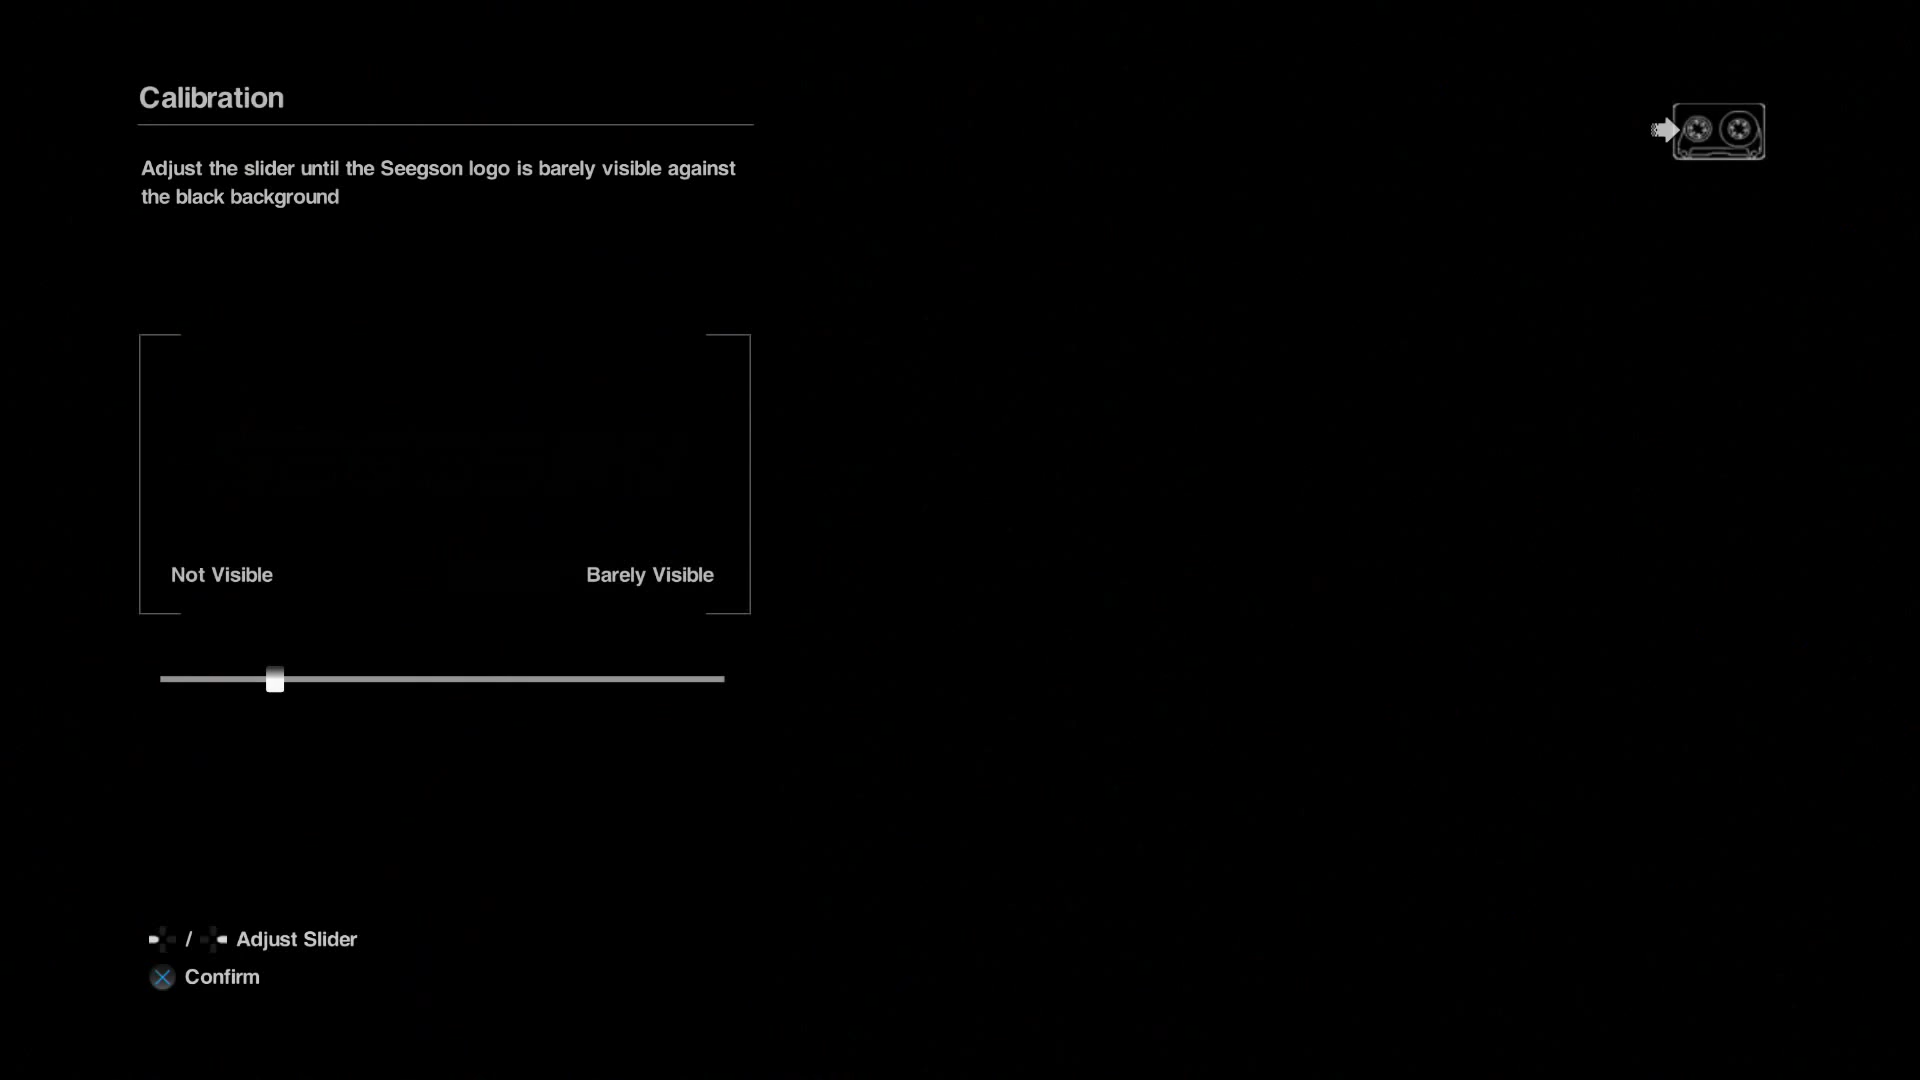 Calibration
Adjust the slider until the Seegson logo is barely visible against
the black background
Not Visible
Barely Visible
/ Adjust Slider
Confirm